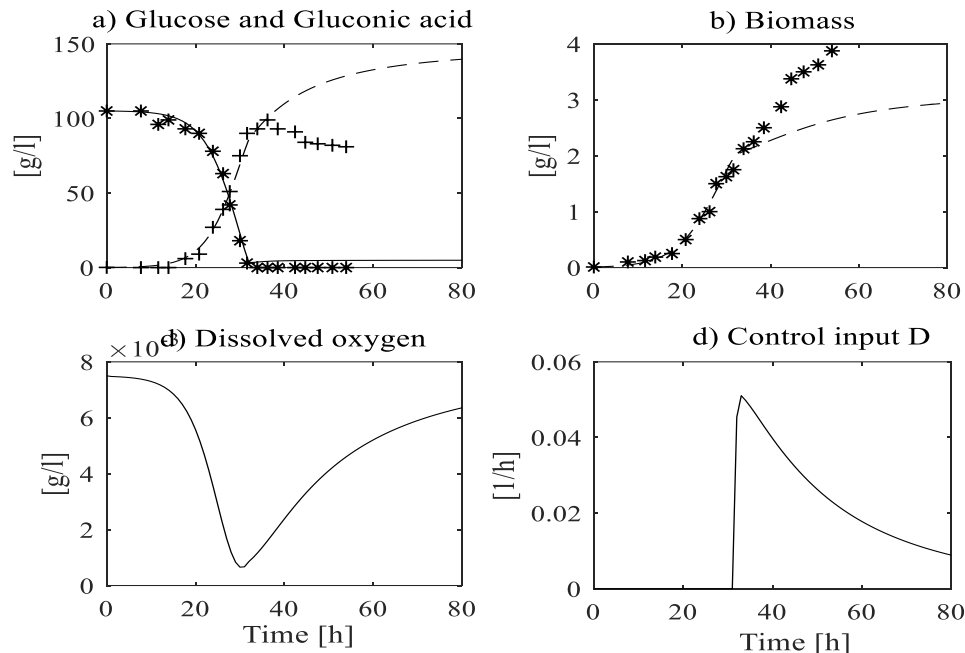 a) Glucose and Gluconic acid
150
100
50
0
[g/l]
0 20 40 60 80
b) Biomass
4
3
2
1
0
[g/l]
0 20 40 60 80
d) Dissolved oxygen
×10⁻³
8
6
4
2
0
[g/l]
0 20 40 60 80
Time [h]
d) Control input D
0.06
0.04
0.02
0
[1/h]
0 20 40 60 80
Time [h]